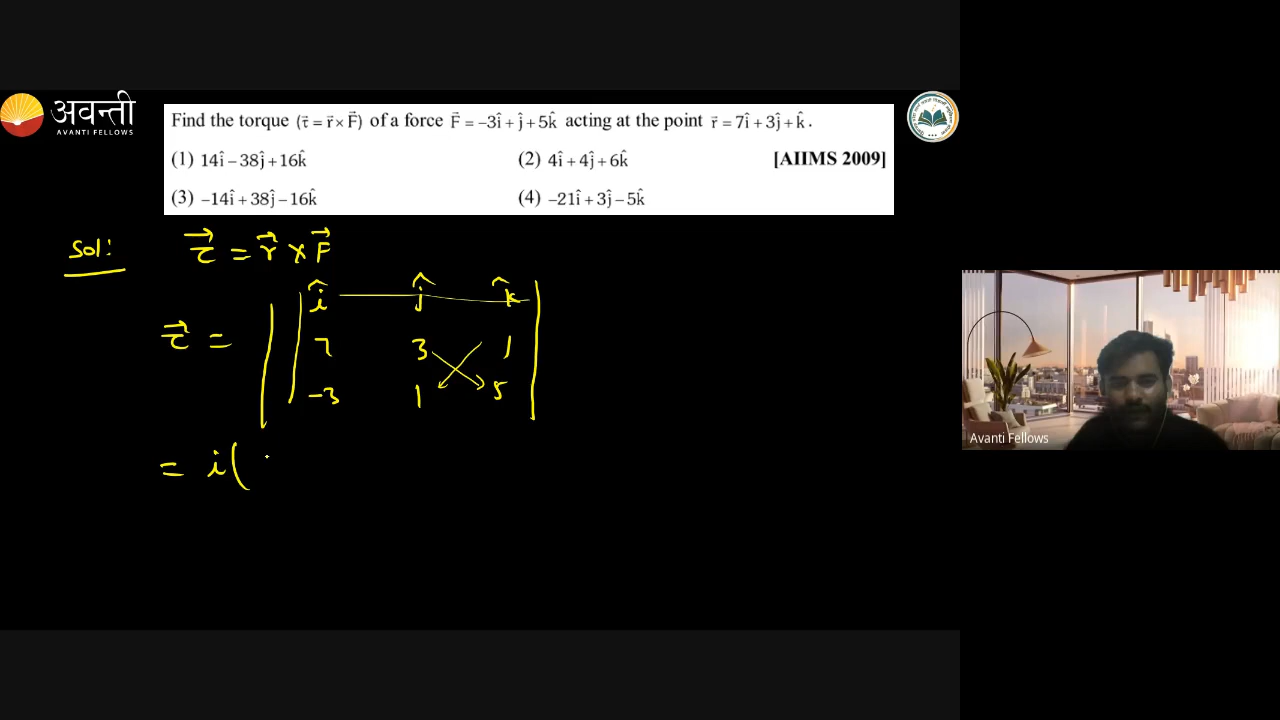 अवन्ती
AVANTI FELLOWS
Find the torque (τ⃗ = r⃗ × F⃗) of a force F⃗ = −3î + ĵ + 5k̂ acting at the point r⃗ = 7î + 3ĵ + k̂ .
(1) 14î − 38ĵ + 16k̂ (2) 4î + 4ĵ + 6k̂ [AIIMS 2009]
(3) −14î + 38ĵ − 16k̂ (4) −21î + 3ĵ − 5k̂
Sol: τ⃗ = r⃗ × F⃗
î ĵ k̂
τ⃗ = 7 3 1
−3 1 5
= i(
Avanti Fellows